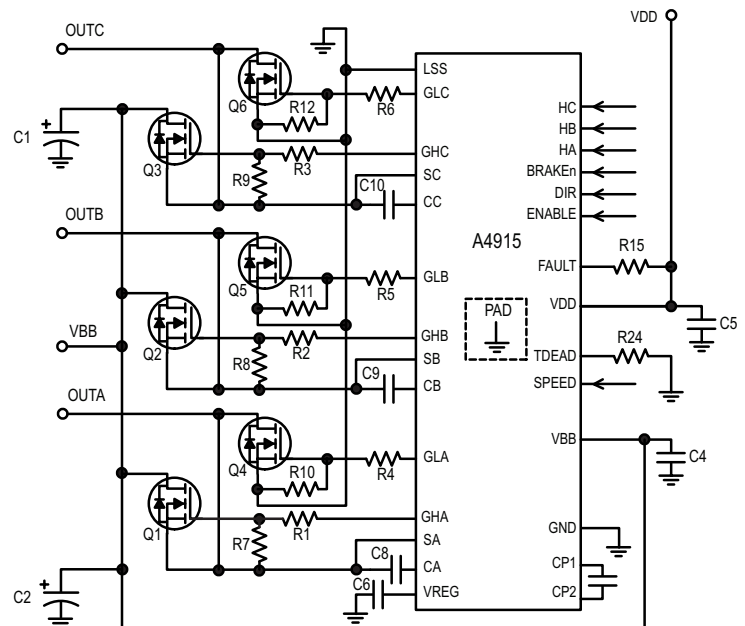 OUTC
VDD
LSS
GLC
Q6
R12
R6
HC
HB
HA
BRAKEn
DIR
ENABLE
C1
+
Q3
R3
GHC
R9
SC
C10
CC
OUTB
A4915
R15
FAULT
Q5
R11
R5
GLB
VDD
C5
PAD
VBB
Q2
R2
GHB
R8
SB
C9
CB
R24
TDEAD
SPEED
OUTA
VBB
C4
Q4
R10
R4
GLA
Q1
R1
GHA
R7
SA
C8
CA
C6
VREG
GND
CP1
CP2
C2
+